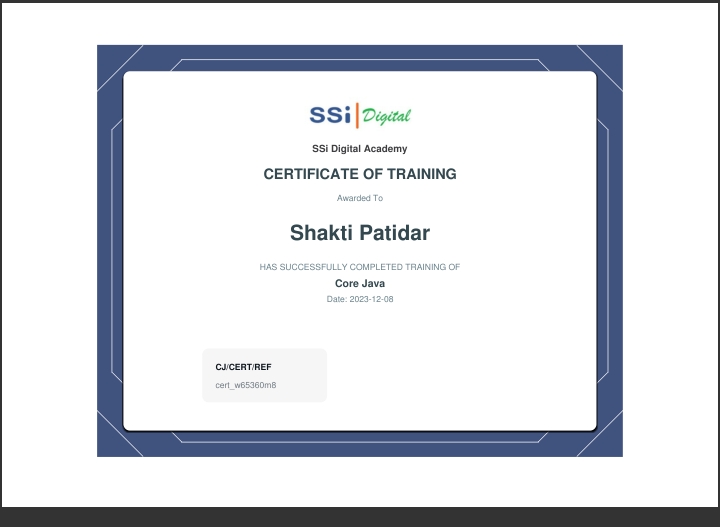 SSi Digital
SSi Digital Academy
CERTIFICATE OF TRAINING
Awarded To
Shakti Patidar
HAS SUCCESSFULLY COMPLETED TRAINING OF
Core Java
Date: 2023-12-08
CJ/CERT/REF
cert_w65360m8